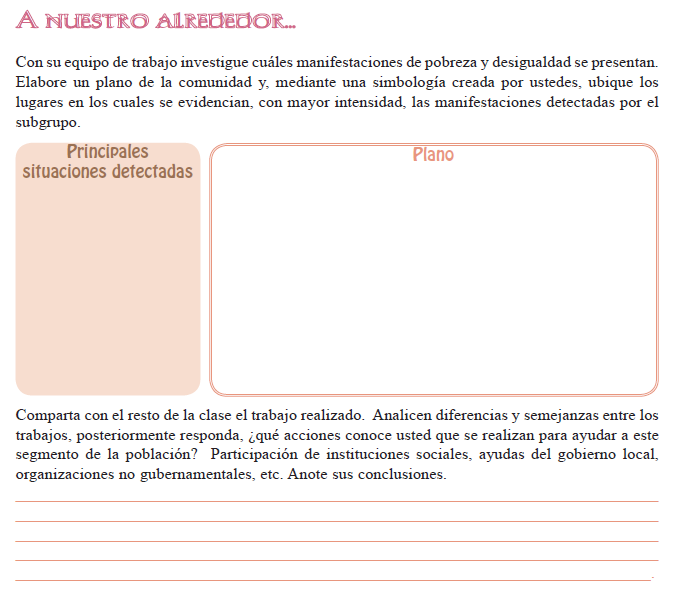 A NUESTRO ALREDEDOR...
Con su equipo de trabajo investigue cuáles manifestaciones de pobreza y desigualdad se presentan.
Elabore un plano de la comunidad y, mediante una simbología creada por ustedes, ubique los
lugares en los cuales se evidencian, con mayor intensidad, las manifestaciones detectadas por el
subgrupo.
Principales
situaciones detectadas
Plano
Comparta con el resto de la clase el trabajo realizado. Analicen diferencias y semejanzas entre los
trabajos, posteriormente responda, ¿qué acciones conoce usted que se realizan para ayudar a este
segmento de la población? Participación de instituciones sociales, ayudas del gobierno local,
organizaciones no gubernamentales, etc. Anote sus conclusiones.